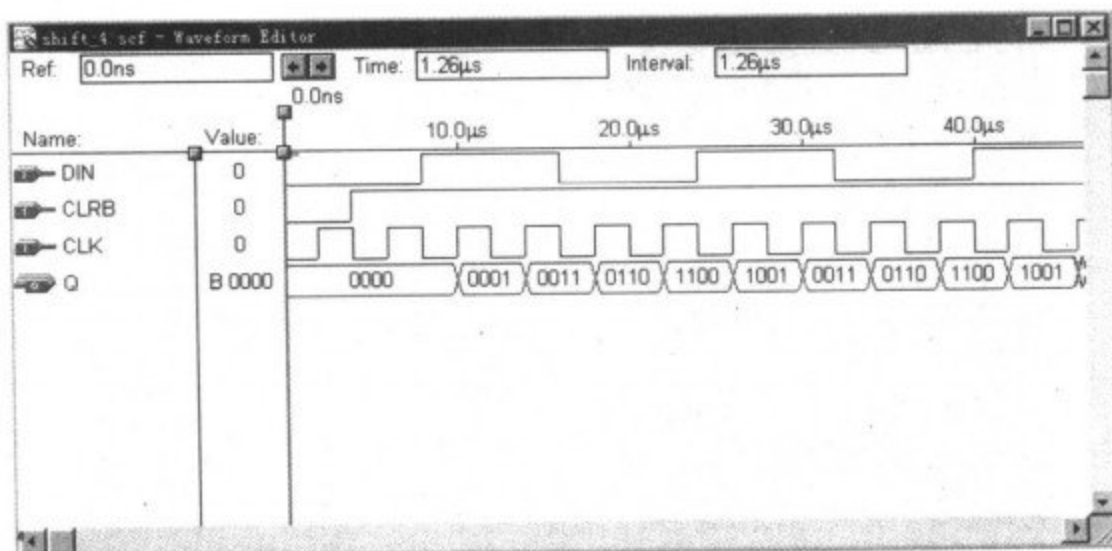 shift_4.scf - Waveform Editor
Ref: 0.0ns Time: 1.26μs Interval: 1.26μs
0.0ns
10.0μs 20.0μs 30.0μs 40.0μs
Name: Value:
DIN 0
CLRB 0
CLK 0
Q B 0000 0000 0001 0011 0110 1100 1001 0011 0110 1100 1001